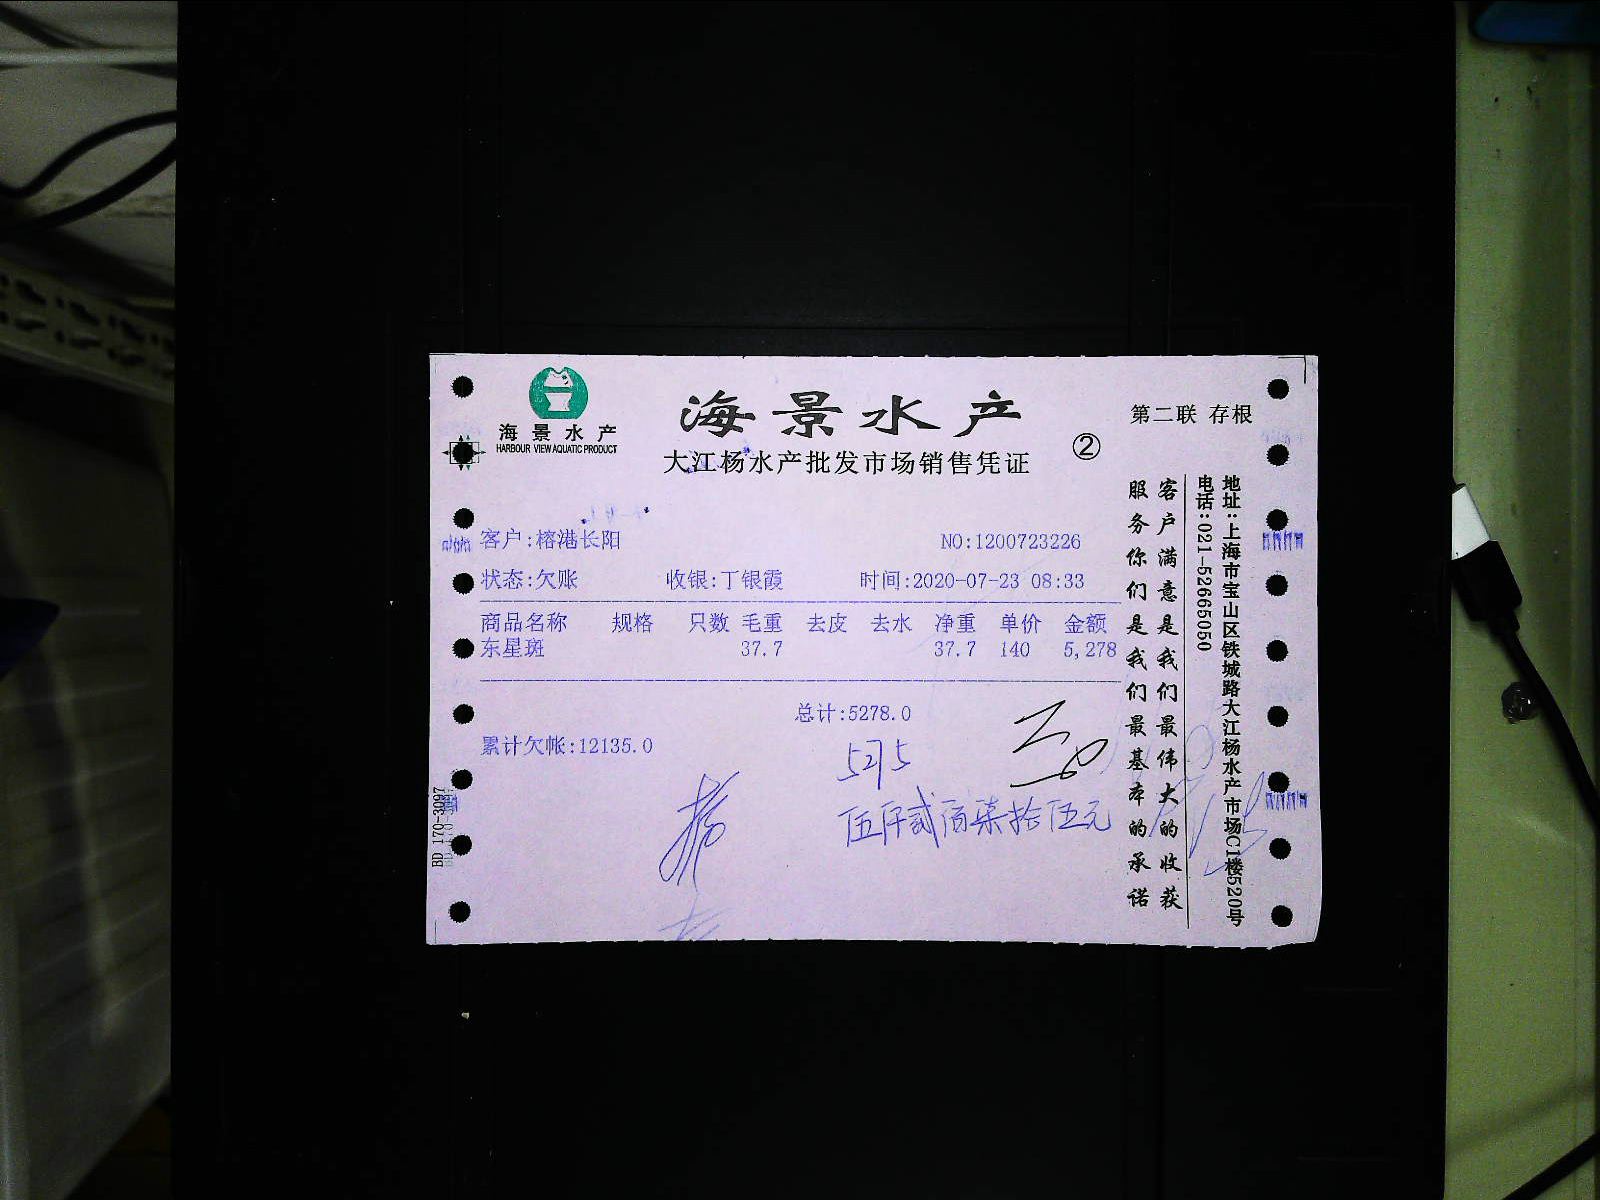 海景水产
HARBOUR VIEW AQUATIC PRODUCT
海景水产
大江杨水产批发市场销售凭证
②
第二联 存根
客户:榕港长阳
NO:1200723226
状态:欠账 收银:丁银霞 时间:2020-07-23 08:33
商品名称 规格 只数 毛重 去皮 去水 净重 单价 金额
东星斑 37.7 37.7 140 5,278
总计:5278.0
累计欠帐:12135.0
5275
伍仟贰佰柒拾伍元
客户满意是我们最伟大的收获
服务你们是我们最基本的承诺
地址:上海市宝山区铁城路大江杨水产市场C1楼520号
电话:021-52665050
BD 170-3097